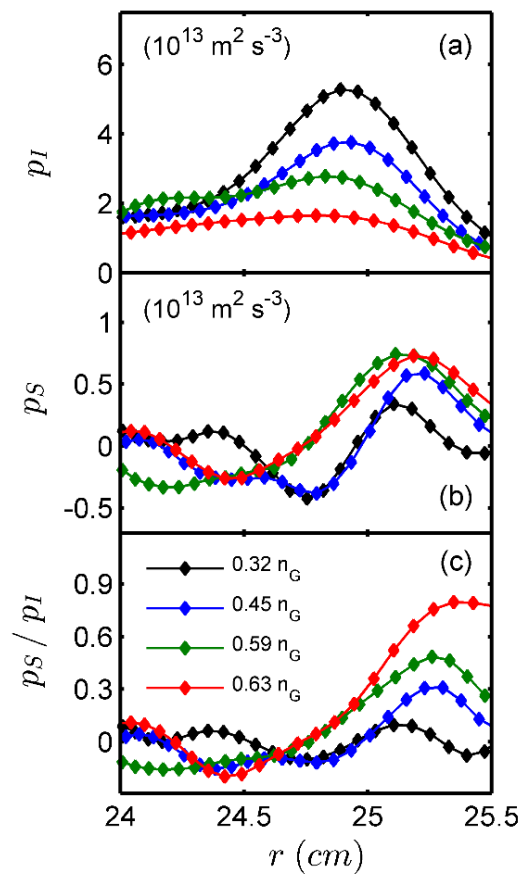 (10¹³ m² s⁻³) (a)
6
4
2
0
p_I
(10¹³ m² s⁻³)
1
0.5
0
-0.5
p_S
(b)
(c)
0.9
0.6
0.3
0
p_S / p_I
0.32 n_G
0.45 n_G
0.59 n_G
0.63 n_G
24 24.5 25 25.5
r (cm)